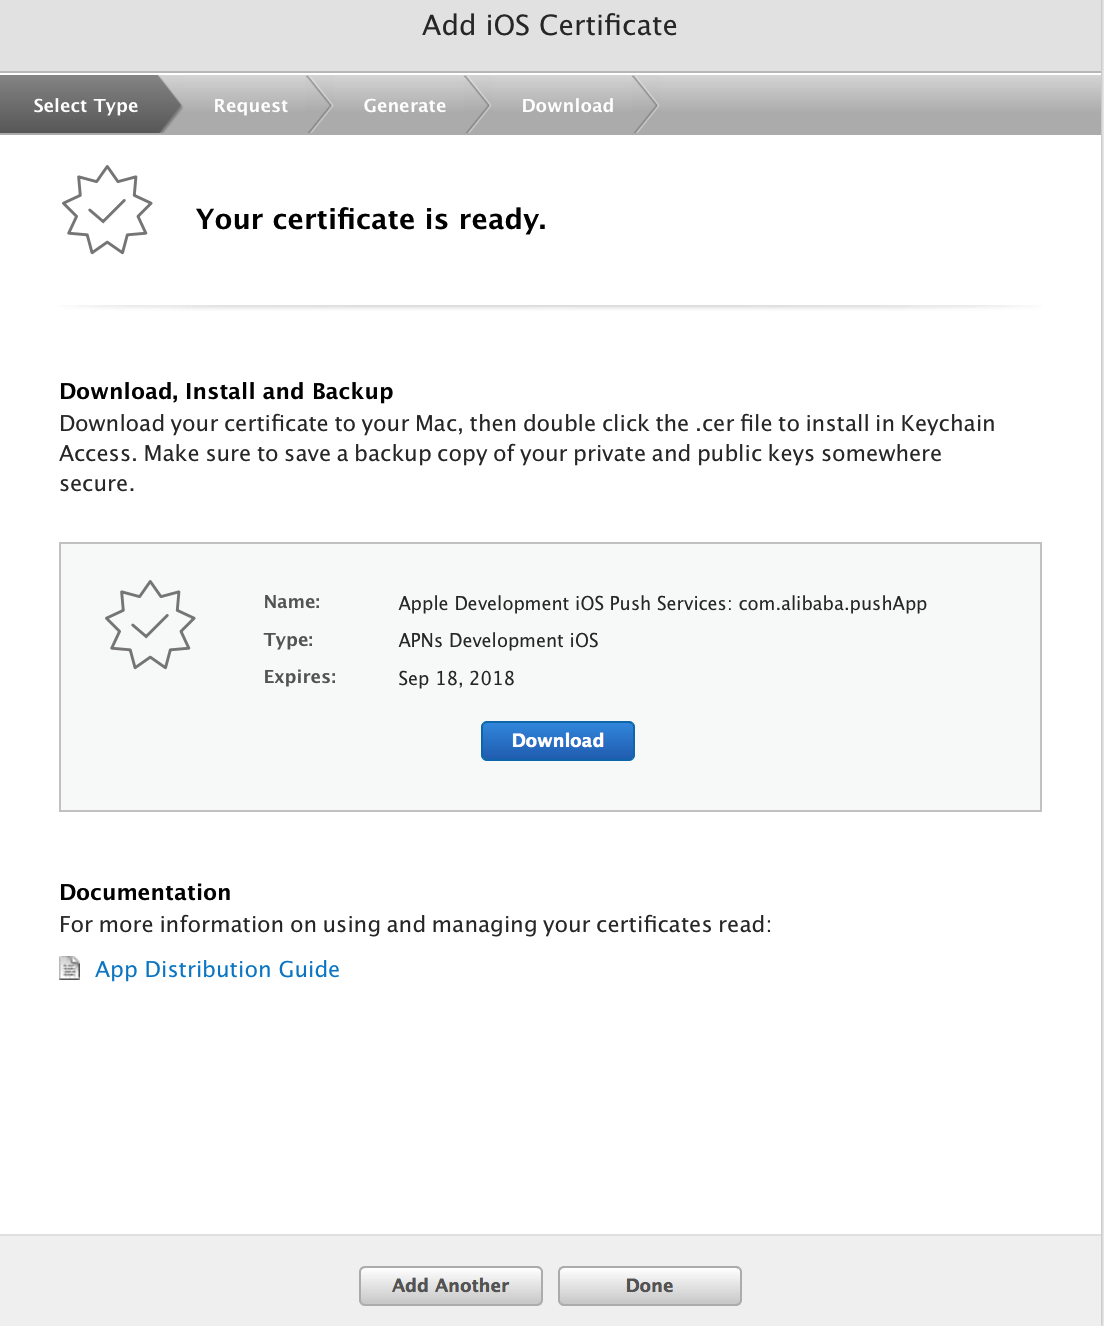 Add iOS Certificate
Select Type
Request
Generate
Download
Your certificate is ready.
Download, Install and Backup
Download your certificate to your Mac, then double click the .cer file to install in Keychain
Access. Make sure to save a backup copy of your private and public keys somewhere
secure.
Name: Apple Development iOS Push Services: com.alibaba.pushApp
Type: APNs Development iOS
Expires: Sep 18, 2018
Download
Documentation
For more information on using and managing your certificates read:
App Distribution Guide
Add Another
Done